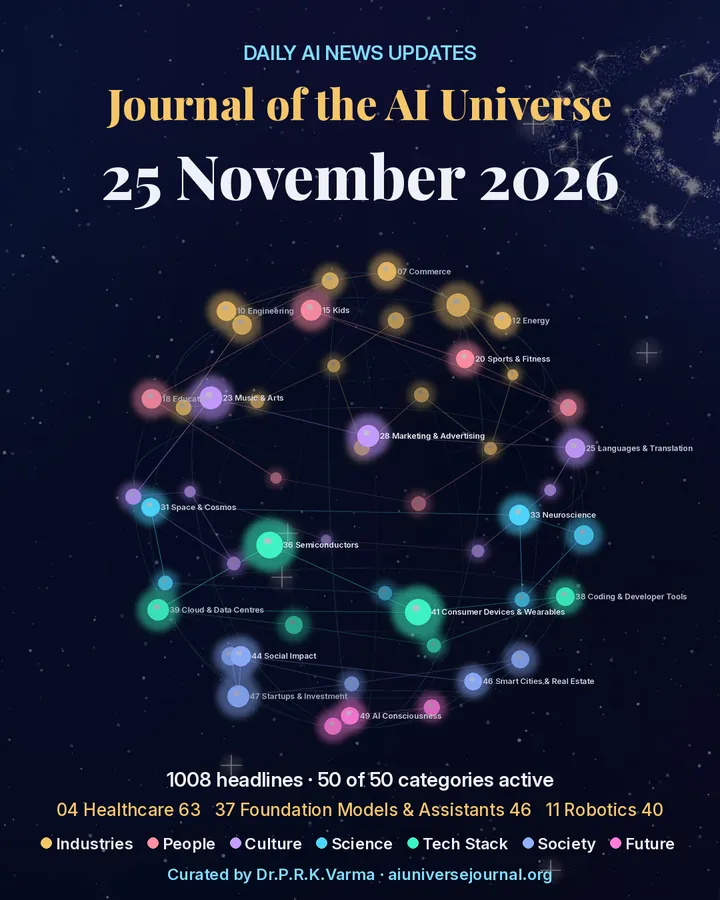 DAILY AI NEWS UPDATES
Journal of the AI Universe
25 November 2026
07 Commerce
10 Engineering
15 Kids
12 Energy
20 Sports & Fitness
18 Educat
23 Music & Arts
28 Marketing & Advertising
25 Languages & Translation
31 Space & Cosmos
33 Neuroscience
36 Semiconductors
38 Coding & Developer Tools
39 Cloud & Data Centres
41 Consumer Devices & Wearables
44 Social Impact
46 Smart Cities & Real Estate
47 Startups & Investment
49 AI Consciousness
1008 headlines · 50 of 50 categories active
04 Healthcare 63 37 Foundation Models & Assistants 46 11 Robotics 40
Industries People Culture Science Tech Stack Society Future
Curated by Dr.P.R.K.Varma · aiuniversejournal.org